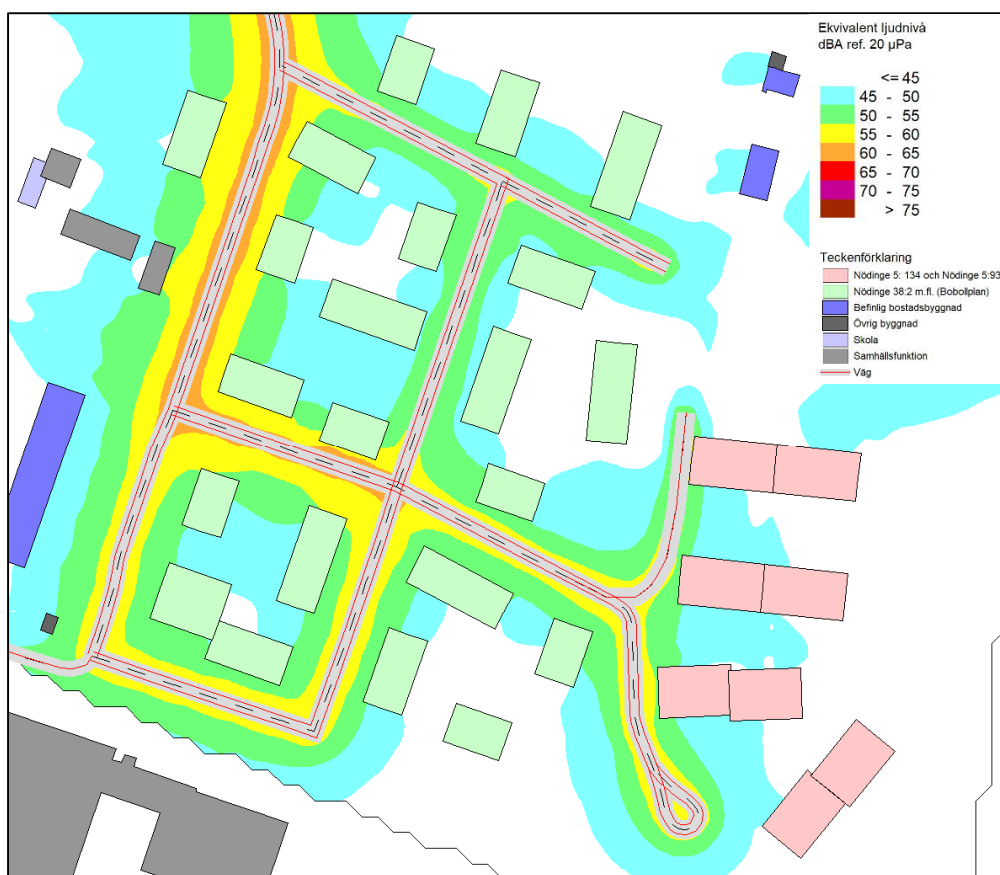 Ekvivalent ljudnivå
dBA ref. 20 µPa
<= 45
45 - 50
50 - 55
55 - 60
60 - 65
65 - 70
70 - 75
> 75
Teckenförklaring
Nödinge 5: 134 och Nödinge 5:93
Nödinge 38:2 m.fl. (Bobollplan)
Befinlig bostadsbyggnad
Övrig byggnad
Skola
Samhällsfunktion
Väg